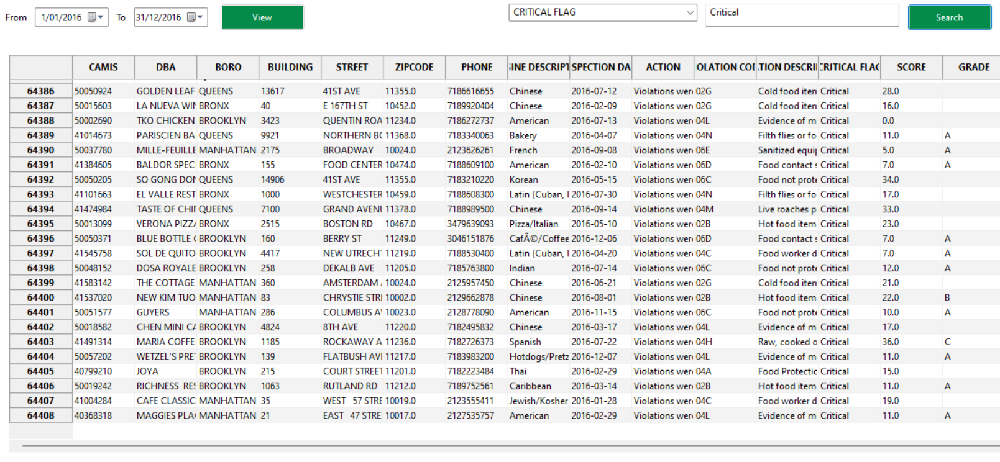 From 1/01/2016 To 31/12/2016 View CRITICAL FLAG Critical Search
CAMIS DBA BORO BUILDING STREET ZIPCODE PHONE SINE DESCRIPT SPECTION DA ACTION OLATION COD TION DESCRI CRITICAL FLAG SCORE GRADE
64386 50050924 GOLDEN LEAF QUEENS 13617 41ST AVE 11355.0 7186616655 Chinese 2016-07-12 Violations wer 02G Cold food item Critical 28.0
64387 50015603 LA NUEVA WIN BRONX 40 E 167TH ST 10452.0 7189920404 Chinese 2016-02-09 Violations wer 02G Cold food item Critical 16.0
64388 50002690 TKO CHICKEN BROOKLYN 3423 QUENTIN ROA 11234.0 7186272737 American 2016-07-13 Violations wer 04L Evidence of m Critical 0.0
64389 41014673 PARISCIEN BA QUEENS 9921 NORTHERN BO 11368.0 7183340063 Bakery 2016-04-07 Violations wer 04N Filth flies or fo Critical 11.0 A
64390 50037780 MILLE-FEUILLE MANHATTAN 2175 BROADWAY 10024.0 2123626261 French 2016-09-08 Violations wer 06E Sanitized equip Critical 5.0 A
64391 41384605 BALDOR SPEC BRONX 155 FOOD CENTER 10474.0 7188609100 American 2016-02-10 Violations wer 06D Food contact s Critical 7.0 A
64392 50050205 SO GONG DON QUEENS 14906 41ST AVE 11355.0 7183210220 Korean 2016-05-15 Violations wer 06C Food not prote Critical 34.0
64393 41101663 EL VALLE REST BRONX 1000 WESTCHESTER 10459.0 7188608300 Latin (Cuban, 2016-07-30 Violations wer 04N Filth flies or fo Critical 17.0
64394 41474984 TASTE OF CHI QUEENS 7100 GRAND AVENU 11378.0 7188989500 Chinese 2016-09-14 Violations wer 04M Live roaches p Critical 33.0
64395 50013099 VERONA PIZZA BRONX 2515 BOSTON RD 10467.0 3479639093 Pizza/Italian 2016-05-10 Violations wer 02B Hot food item Critical 23.0
64396 50050371 BLUE BOTTLE BROOKLYN 160 BERRY ST 11249.0 3046151876 CafÃ©/Coffee 2016-12-06 Violations wer 06D Food contact s Critical 7.0 A
64397 41545758 SOL DE QUITO BROOKLYN 4417 NEW UTRECHT 11219.0 7188530400 Latin (Cuban, 2016-04-20 Violations wer 04C Food worker d Critical 7.0 A
64398 50048152 DOSA ROYALE BROOKLYN 258 DEKALB AVE 11205.0 7185763800 Indian 2016-07-14 Violations wer 06C Food not prote Critical 12.0 A
64399 41583142 THE COTTAGE MANHATTAN 360 AMSTERDAM 10024.0 2125957450 Chinese 2016-06-21 Violations wer 02G Cold food item Critical 21.0
64400 41537020 NEW KIM TUO MANHATTAN 83 CHRYSTIE STR 10002.0 2129662878 Chinese 2016-08-01 Violations wer 02B Hot food item Critical 22.0 B
64401 50051577 GUYERS MANHATTAN 286 COLUMBUS AV 10023.0 2128778090 American 2016-11-15 Violations wer 06C Food not prote Critical 10.0 A
64402 50018582 CHEN MINI CA BROOKLYN 4824 8TH AVE 11220.0 7182495832 Chinese 2016-03-17 Violations wer 04L Evidence of m Critical 17.0
64403 41491314 MARIA COFFE BROOKLYN 1185 ROCKAWAY A 11236.0 7182726373 Spanish 2016-07-22 Violations wer 04H Raw, cooked o Critical 36.0 C
64404 50057202 WETZEL'S PRE BROOKLYN 139 FLATBUSH AV 11217.0 7183983200 Hotdogs/Pretz 2016-12-07 Violations wer 04L Evidence of m Critical 11.0 A
64405 40799210 JOYA BROOKLYN 215 COURT STREET 11201.0 7182223484 Thai 2016-02-29 Violations wer 04A Food Protectic Critical 15.0
64406 50019242 RICHNESS RES BROOKLYN 1063 RUTLAND RD 11212.0 7189752561 Caribbean 2016-03-14 Violations wer 02B Hot food item Critical 11.0 A
64407 41004284 CAFE CLASSIC MANHATTAN 35 WEST 57 STRE 10019.0 2123555411 Jewish/Kosher 2016-01-28 Violations wer 04C Food worker d Critical 19.0
64408 40368318 MAGGIES PLA MANHATTAN 21 EAST 47 STRE 10017.0 2127535757 American 2016-02-29 Violations wer 04L Evidence of m Critical 11.0 A